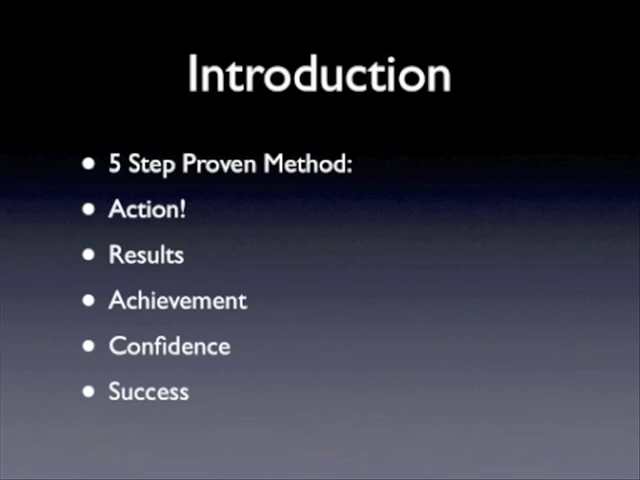 Introduction
• 5 Step Proven Method:
• Action!
• Results
• Achievement
• Confidence
• Success